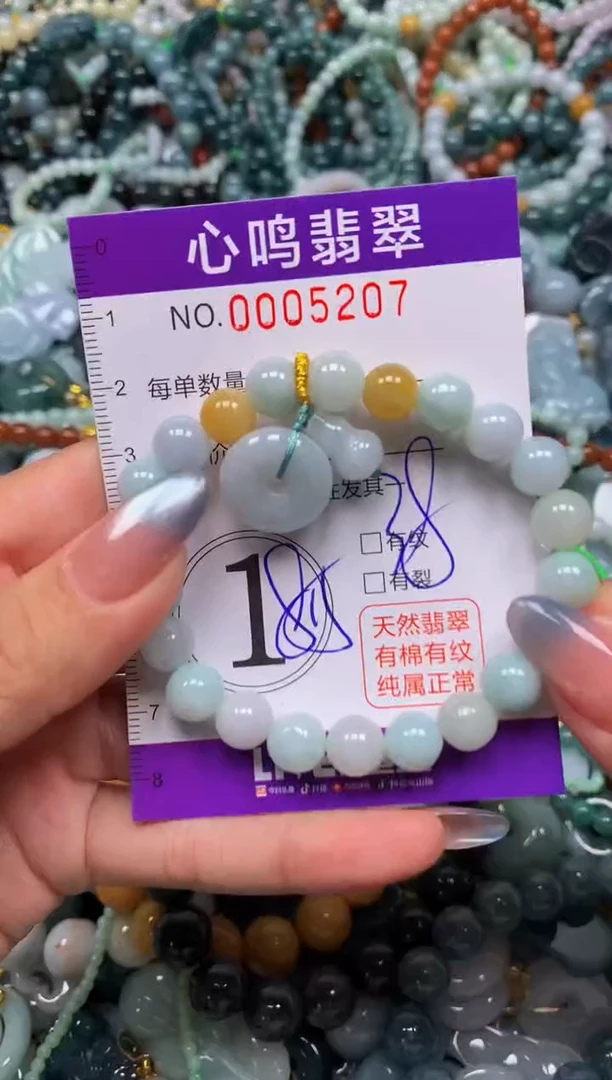 0
心鸣翡翠
1
NO.0005207
2
每单数量
3
发其
□有纹
□有裂
1
天然翡翠
有棉有纹
纯属正常
7
8